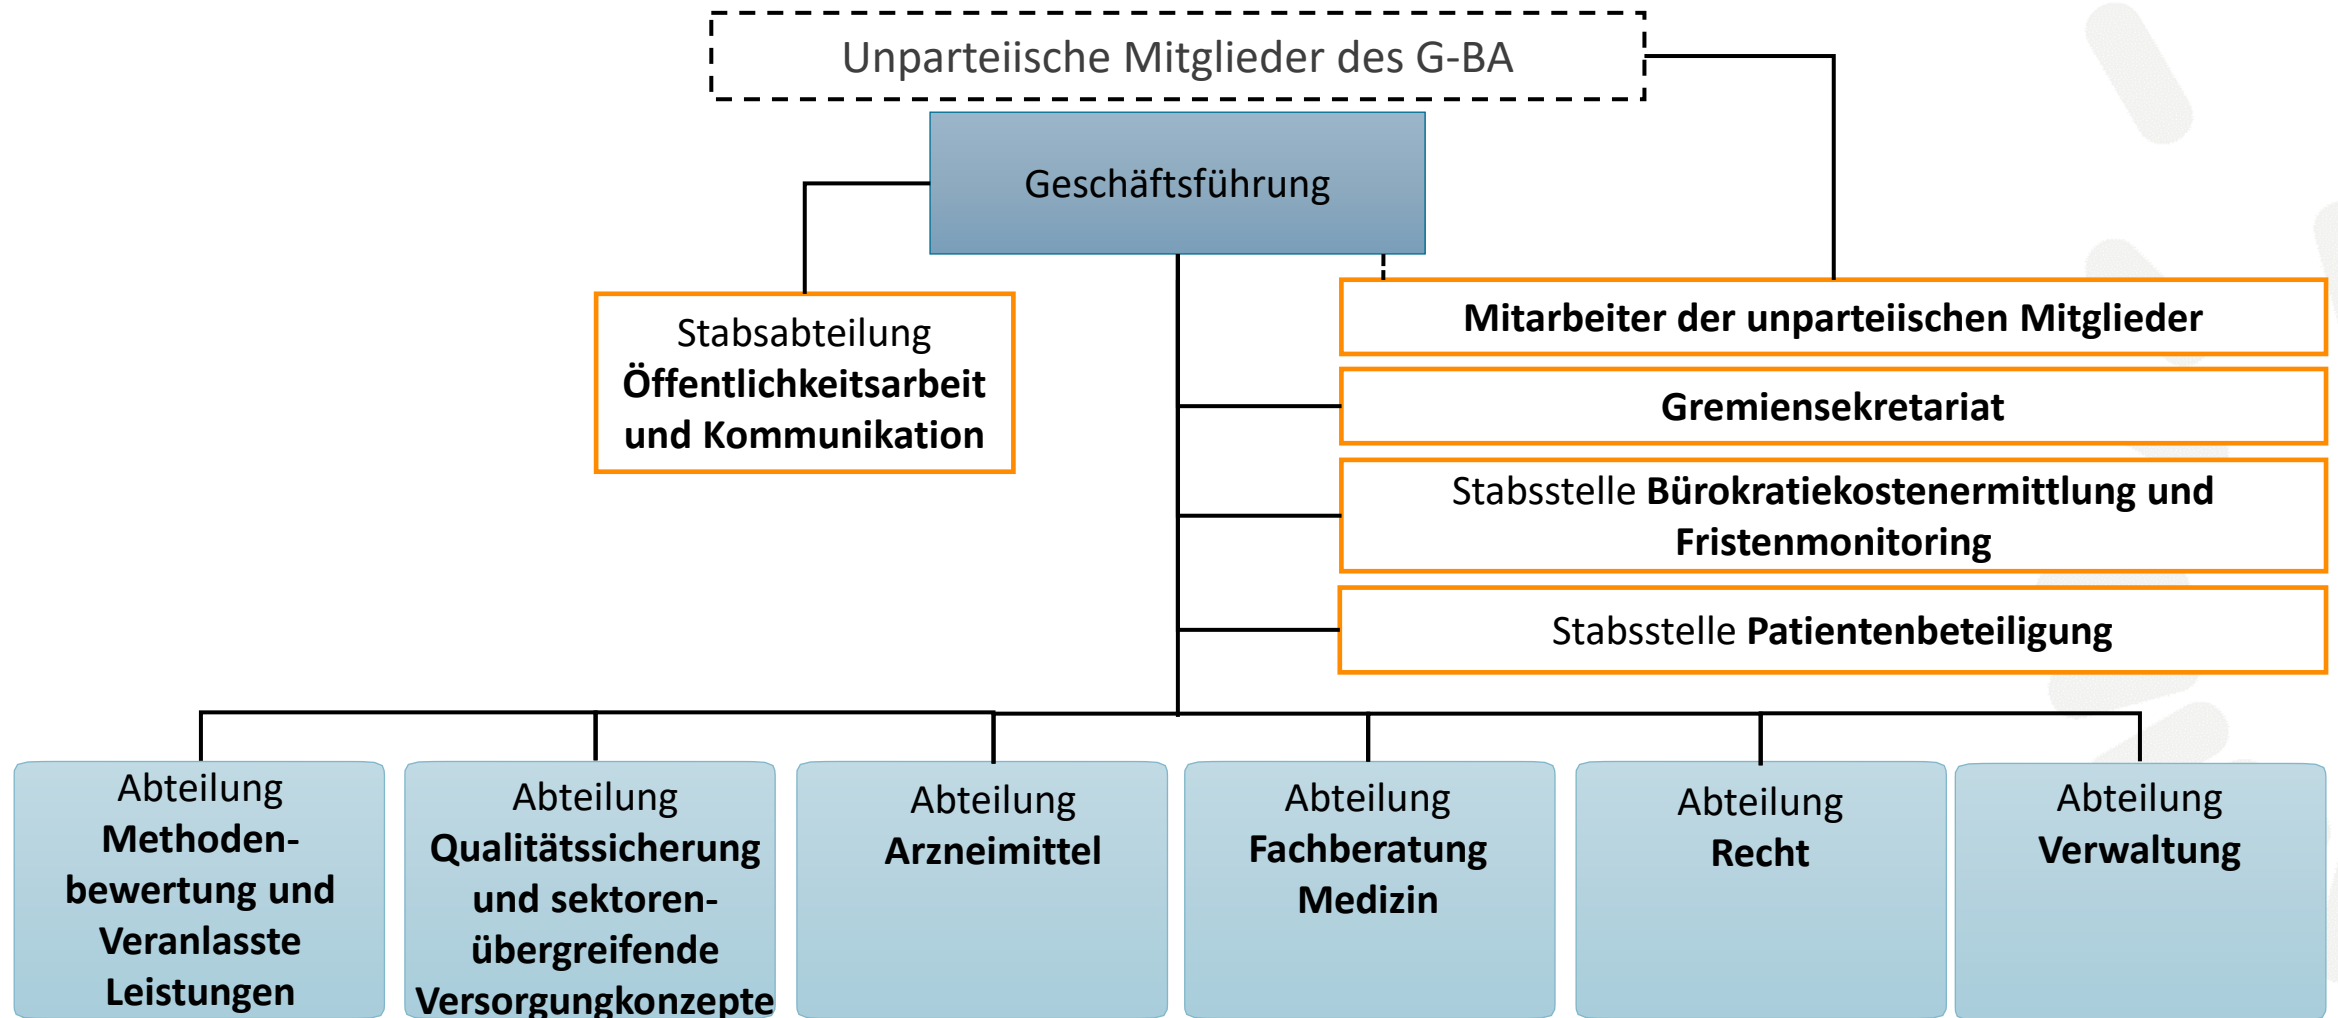 Unparteiische Mitglieder des G-BA
Geschäftsführung
Stabsabteilung
Öffentlichkeitsarbeit
und Kommunikation
Mitarbeiter der unparteiischen Mitglieder
Gremiensekretariat
Stabsstelle Bürokratiekostenermittlung und
Fristenmonitoring
Stabsstelle Patientenbeteiligung
Abteilung
Methoden-
bewertung und
Veranlasste
Leistungen
Abteilung
Qualitätssicherung
und sektoren-
übergreifende
Versorgungkonzepte
Abteilung
Arzneimittel
Abteilung
Fachberatung
Medizin
Abteilung
Recht
Abteilung
Verwaltung